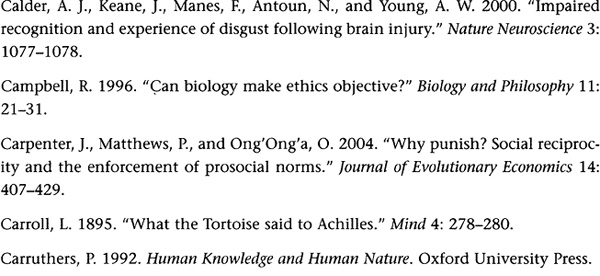 Calder, A. J., Keane, J., Manes, F., Antoun, N., and Young, A. W. 2000. “Impaired
recognition and experience of disgust following brain injury.” Nature Neuroscience 3:
1077–1078.
Campbell, R. 1996. “Can biology make ethics objective?” Biology and Philosophy 11:
21–31.
Carpenter, J., Matthews, P., and Ong’Ong’a, O. 2004. “Why punish? Social reciproc-
ity and the enforcement of prosocial norms.” Journal of Evolutionary Economics 14:
407–429.
Carroll, L. 1895. “What the Tortoise said to Achilles.” Mind 4: 278–280.
Carruthers, P. 1992. Human Knowledge and Human Nature. Oxford University Press.